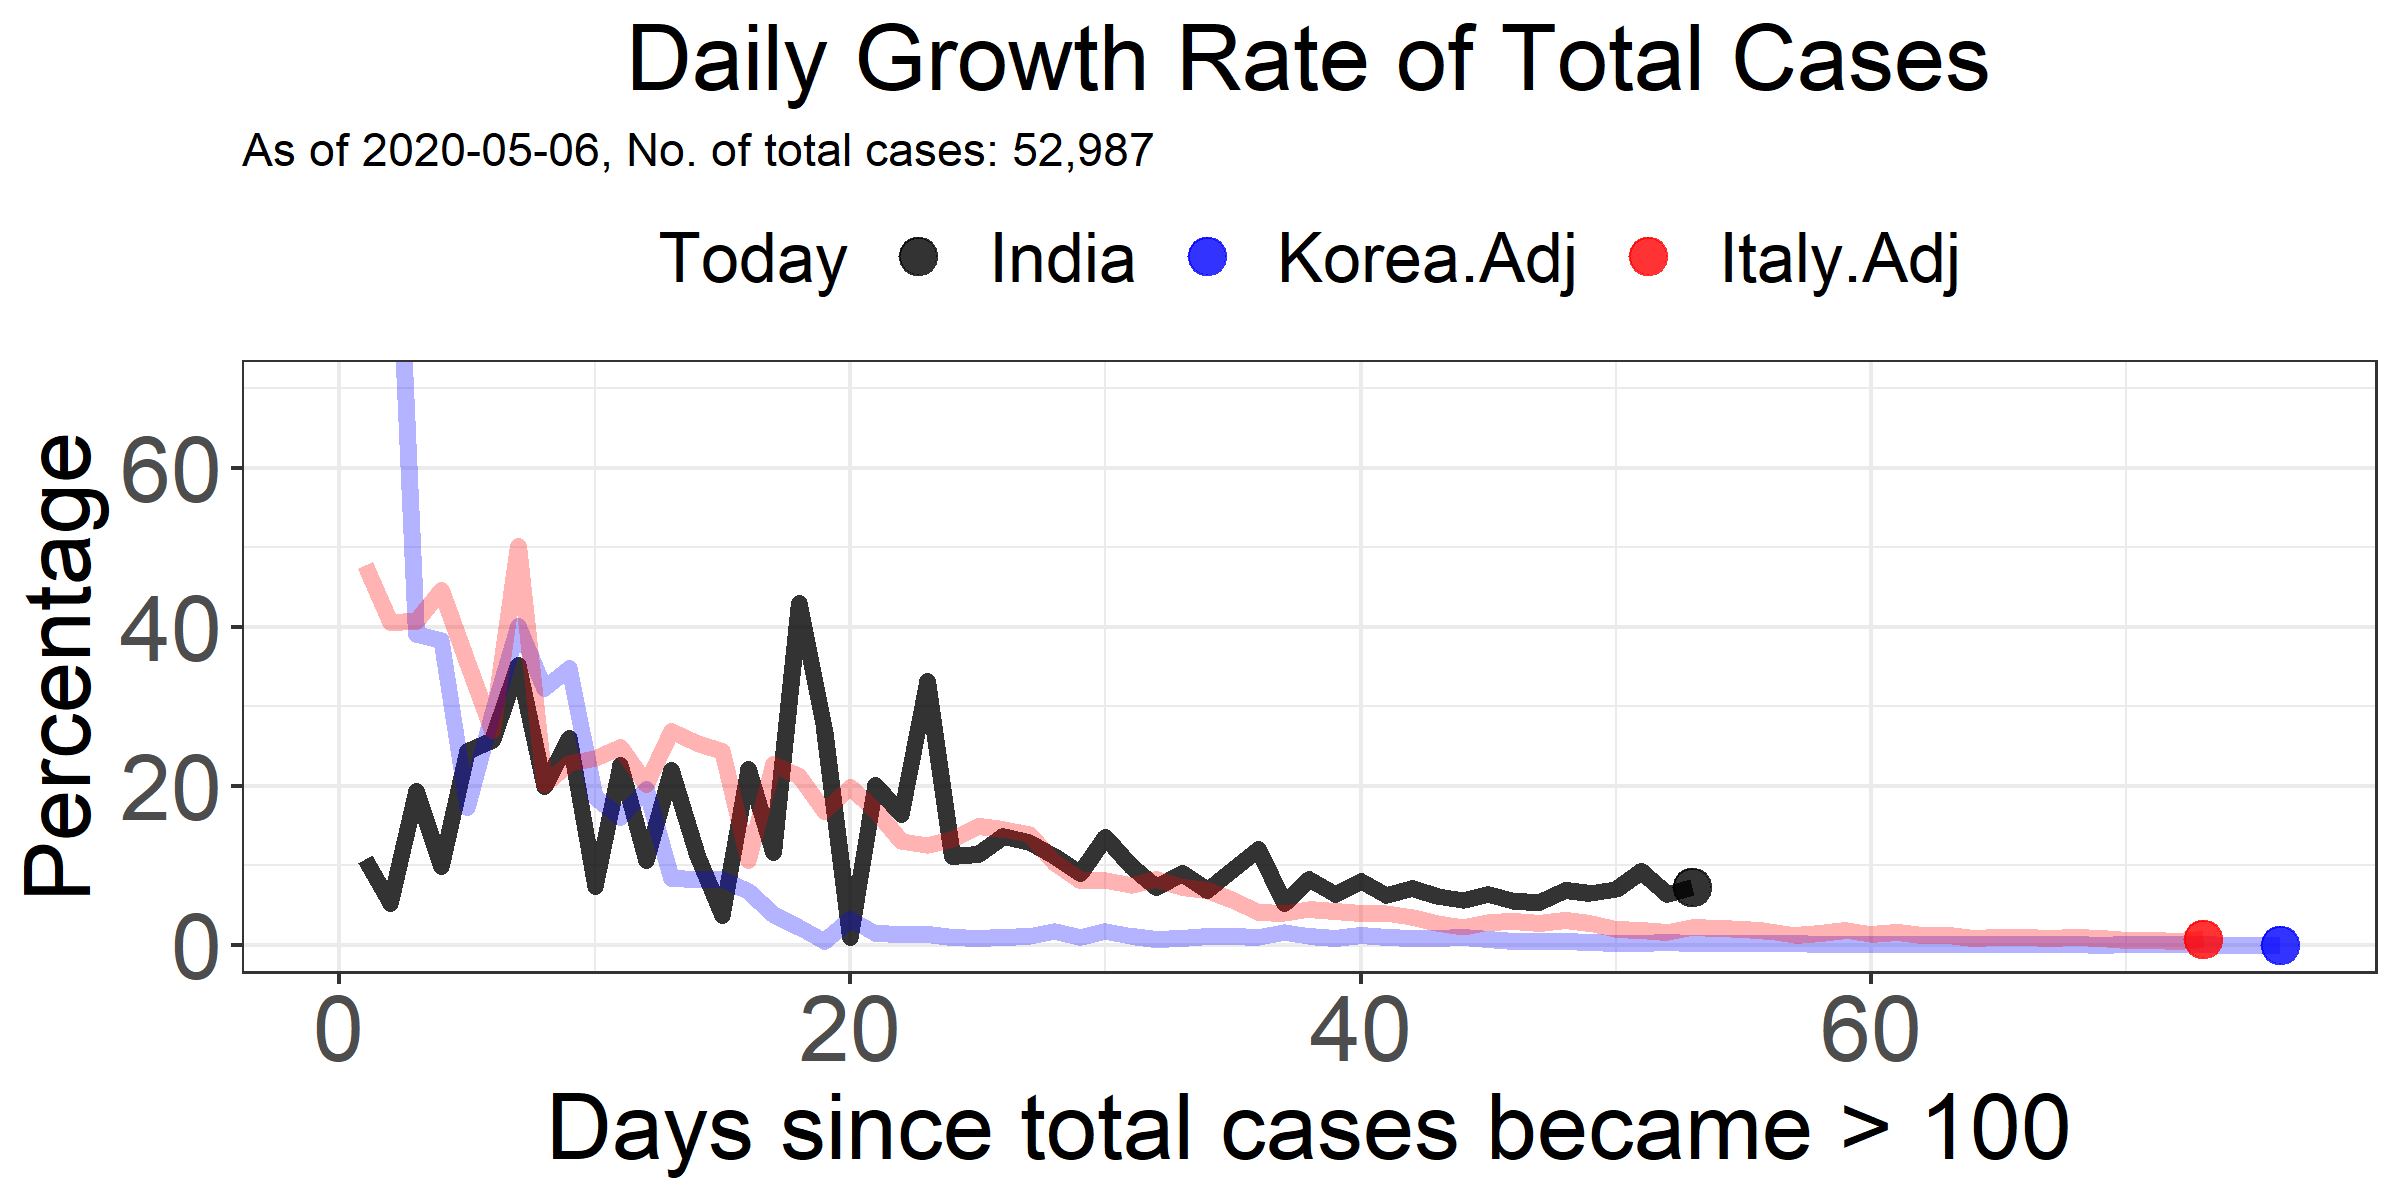 Daily Growth Rate of Total Cases
As of 2020-05-06, No. of total cases: 52,987
Today India Korea.Adj Italy.Adj
Percentage
60
40
20
0
0 20 40 60
Days since total cases became > 100